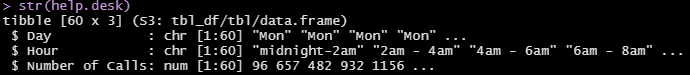 > str(help.desk)
tibble [60 x 3] (S3: tbl_df/tbl/data.frame)
 $ Day            : chr [1:60] "Mon" "Mon" "Mon" "Mon" ...
 $ Hour           : chr [1:60] "midnight-2am" "2am - 4am" "4am - 6am" "6am - 8am" ...
 $ Number of Calls: num [1:60] 96 657 482 932 1156 ...